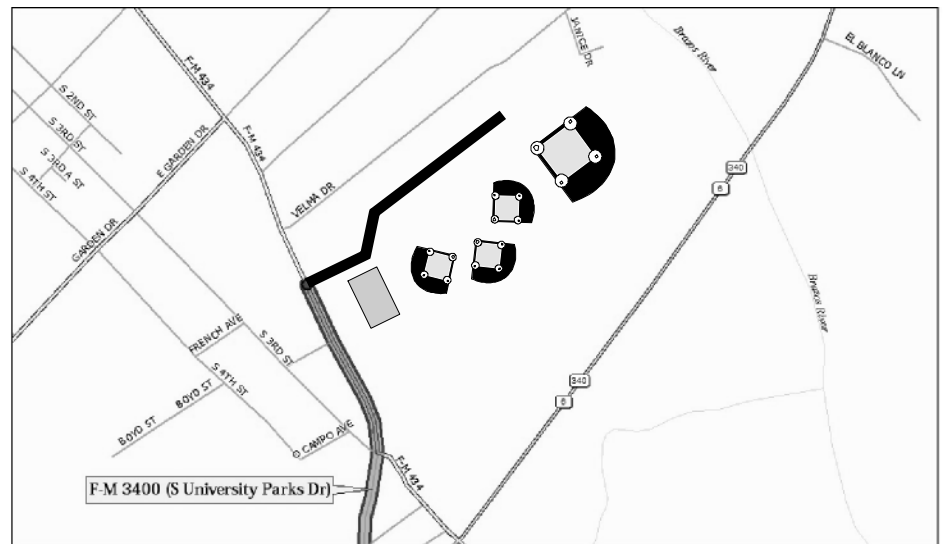 JANICE DR
Brazos River
EL BLANCO LN
F-M 434
S 2ND ST
S 3RD ST
S 3RD A ST
S 4TH ST
E GARDEN DR
F-M 434
VELMA DR
GARDEN DR
340
6
Brazos River
FRENCH AVE
S 3RD ST
S 4TH ST
BOYD ST
BOYD ST
CAMPO AVE
340
6
F-M 434
F-M 3400 (S University Parks Dr)